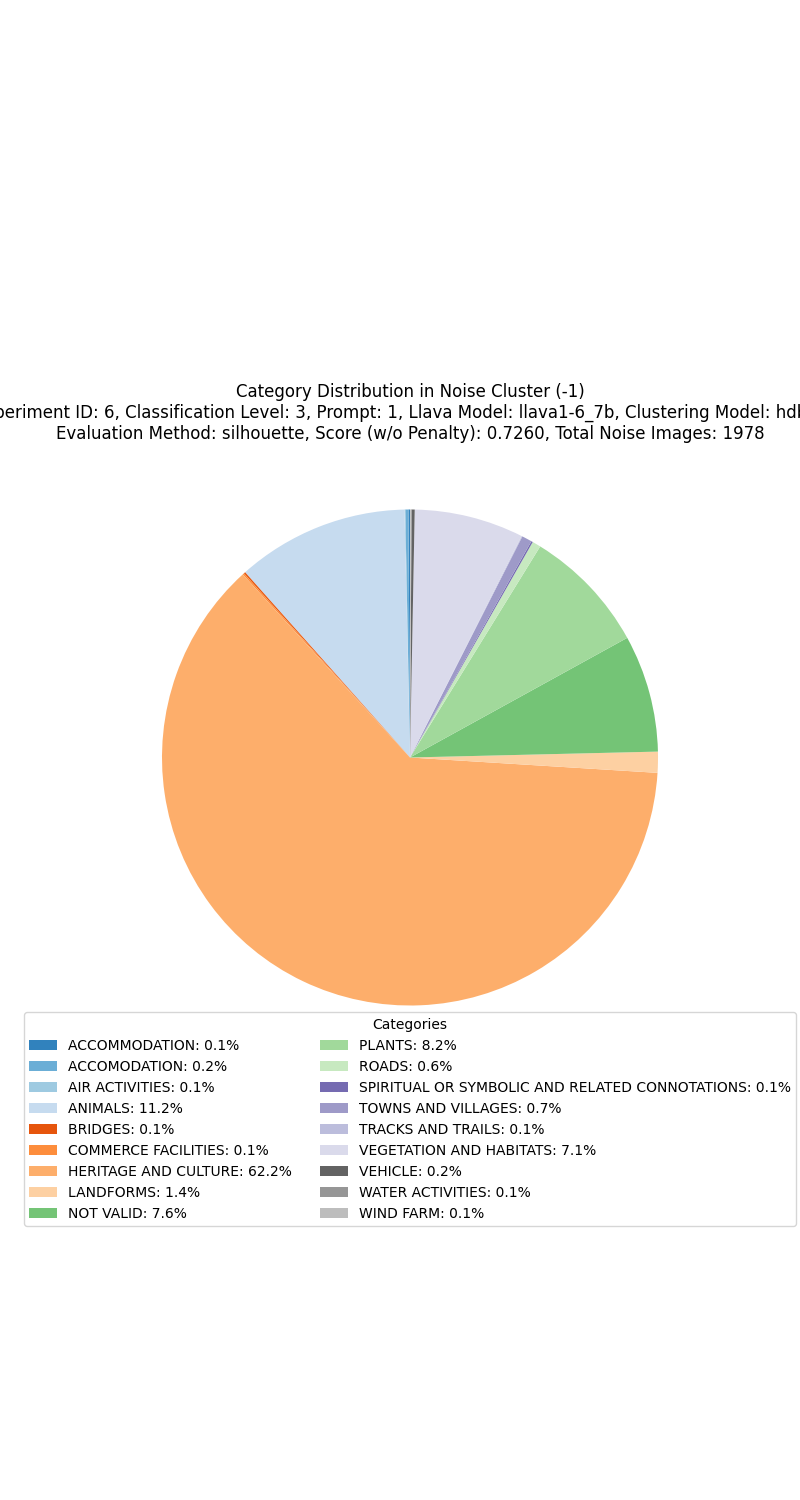 Category Distribution in Noise Cluster (-1)
periment ID: 6, Classification Level: 3, Prompt: 1, Llava Model: llava1-6_7b, Clustering Model: hdb
Evaluation Method: silhouette, Score (w/o Penalty): 0.7260, Total Noise Images: 1978
Categories
ACCOMMODATION: 0.1%
ACCOMODATION: 0.2%
AIR ACTIVITIES: 0.1%
ANIMALS: 11.2%
BRIDGES: 0.1%
COMMERCE FACILITIES: 0.1%
HERITAGE AND CULTURE: 62.2%
LANDFORMS: 1.4%
NOT VALID: 7.6%
PLANTS: 8.2%
ROADS: 0.6%
SPIRITUAL OR SYMBOLIC AND RELATED CONNOTATIONS: 0.1%
TOWNS AND VILLAGES: 0.7%
TRACKS AND TRAILS: 0.1%
VEGETATION AND HABITATS: 7.1%
VEHICLE: 0.2%
WATER ACTIVITIES: 0.1%
WIND FARM: 0.1%